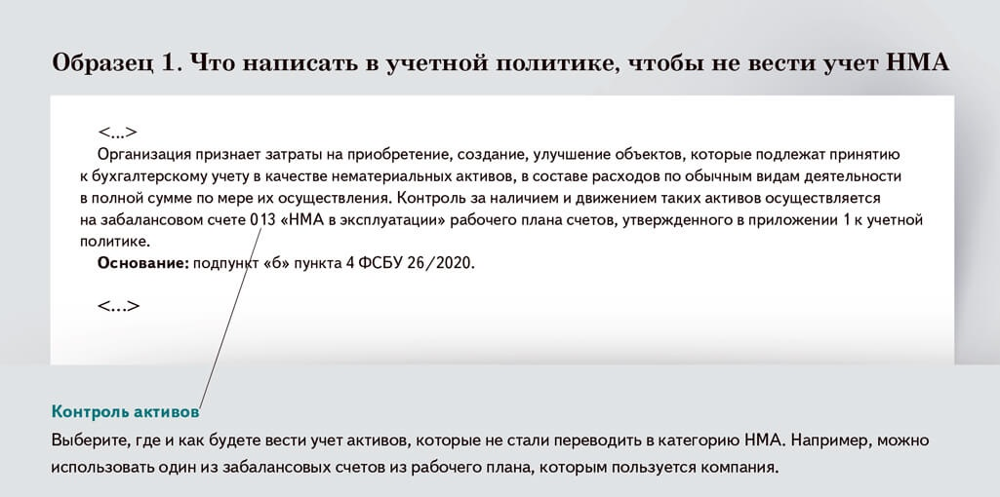 Образец 1. Что написать в учетной политике, чтобы не вести учет НМА
<...>
Организация признает затраты на приобретение, создание, улучшение объектов, которые подлежат принятию
к бухгалтерскому учету в качестве нематериальных активов, в составе расходов по обычным видам деятельности
в полной сумме по мере их осуществления. Контроль за наличием и движением таких активов осуществляется
на забалансовом счете 013 «НМА в эксплуатации» рабочего плана счетов, утвержденного в приложении 1 к учетной
политике.
Основание: подпункт «б» пункта 4 ФСБУ 26/2020.
<...>
Контроль активов
Выберите, где и как будете вести учет активов, которые не стали переводить в категорию НМА. Например, можно
использовать один из забалансовых счетов из рабочего плана, которым пользуется компания.